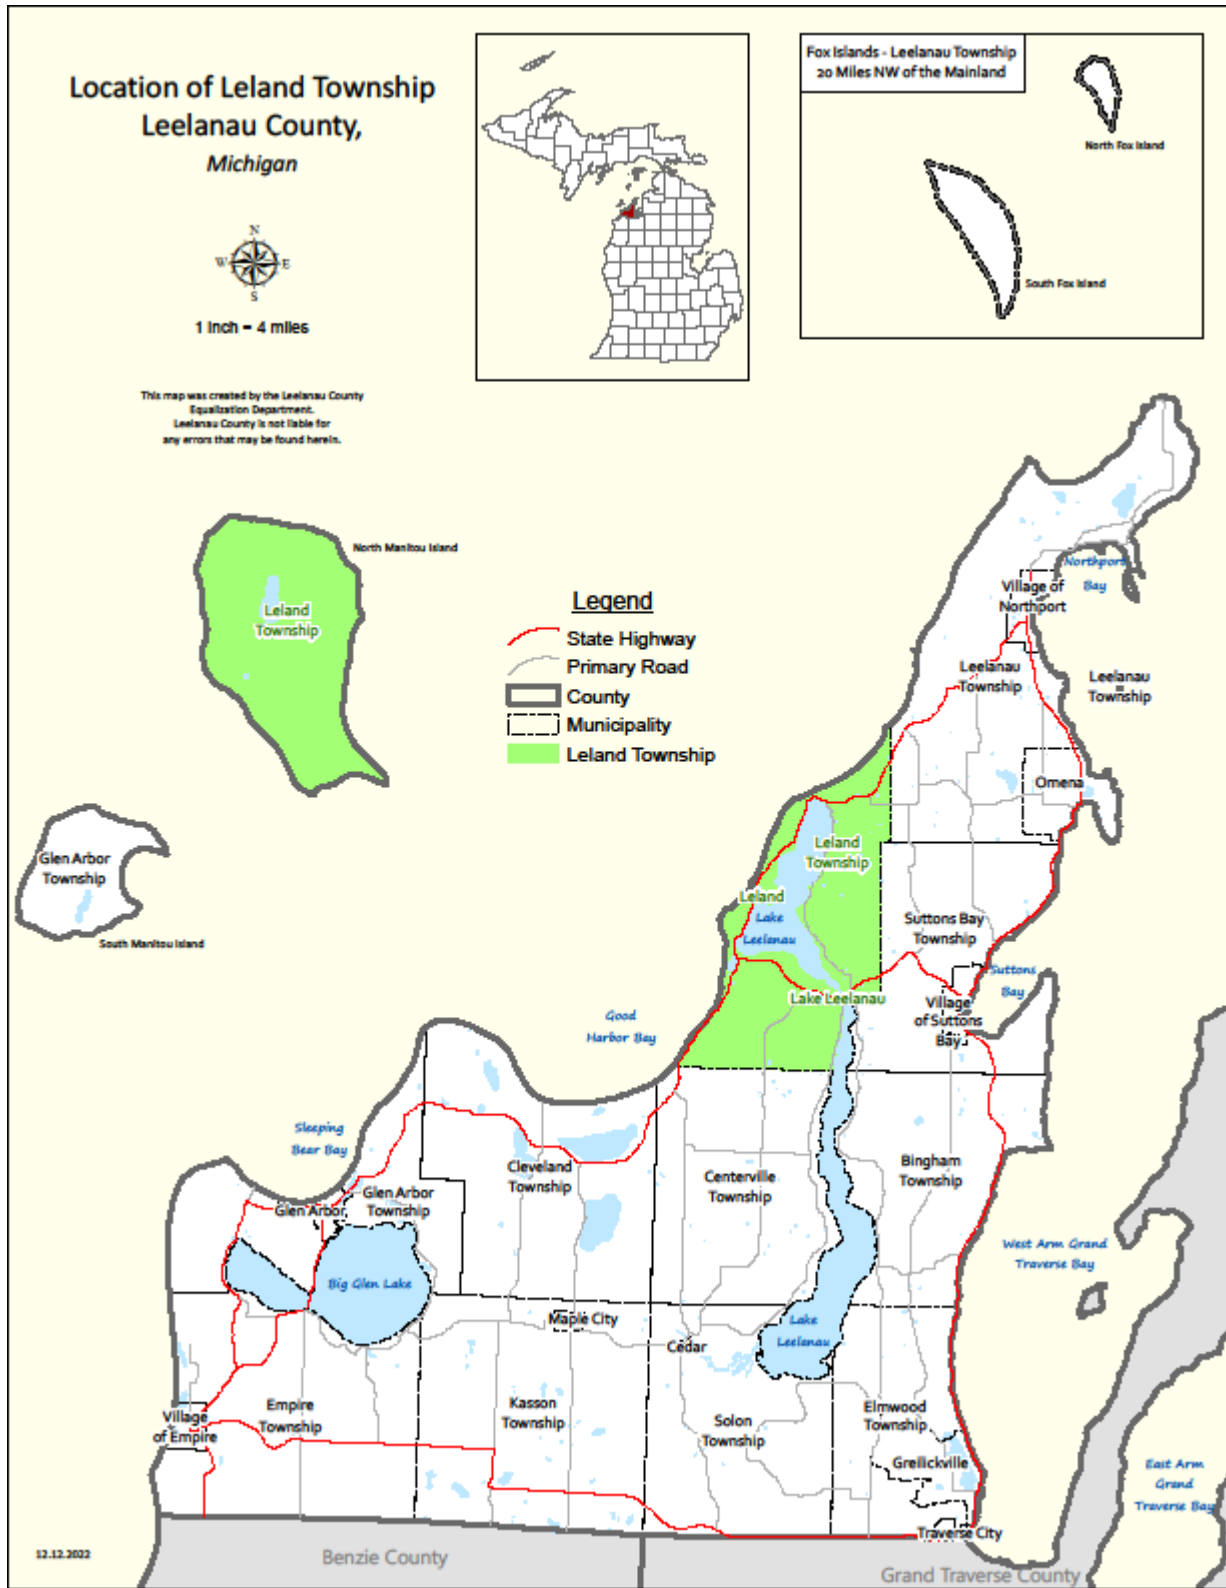 Location of Leland Township
Leelanau County,
Michigan
N
W
E
S
1 inch = 4 miles
This map was created by the Leelanau County
Equalization Department.
Leelanau County is not liable for
any errors that may be found herein.
Fox Islands - Leelanau Township
20 Miles NW of the Mainland
North Fox Island
South Fox Island
North Manitou Island
Leland
Township
Glen Arbor
Township
South Manitou Island
Legend
State Highway
Primary Road
County
Municipality
Leland Township
Northport
Bay
Village of
Northport
Leelanau
Township
Leelanau
Township
Omena
Leland
Township
Leland
Lake
Leelanau
Suttons Bay
Township
Suttons
Bay
Lake Leelanau
Village
of Suttons
Bay
Good
Harbor Bay
Sleeping
Bear Bay
Cleveland
Township
Centerville
Township
Bingham
Township
Glen Arbor
Township
Glen Arbor
Big Glen Lake
West Arm Grand
Traverse Bay
Maple City
Cedar
Lake
Leelanau
Village
of Empire
Empire
Township
Kasson
Township
Solon
Township
Elmwood
Township
Greilickville
East Arm
Grand
Traverse Bay
Traverse City
12.12.2022
Benzie County
Grand Traverse County